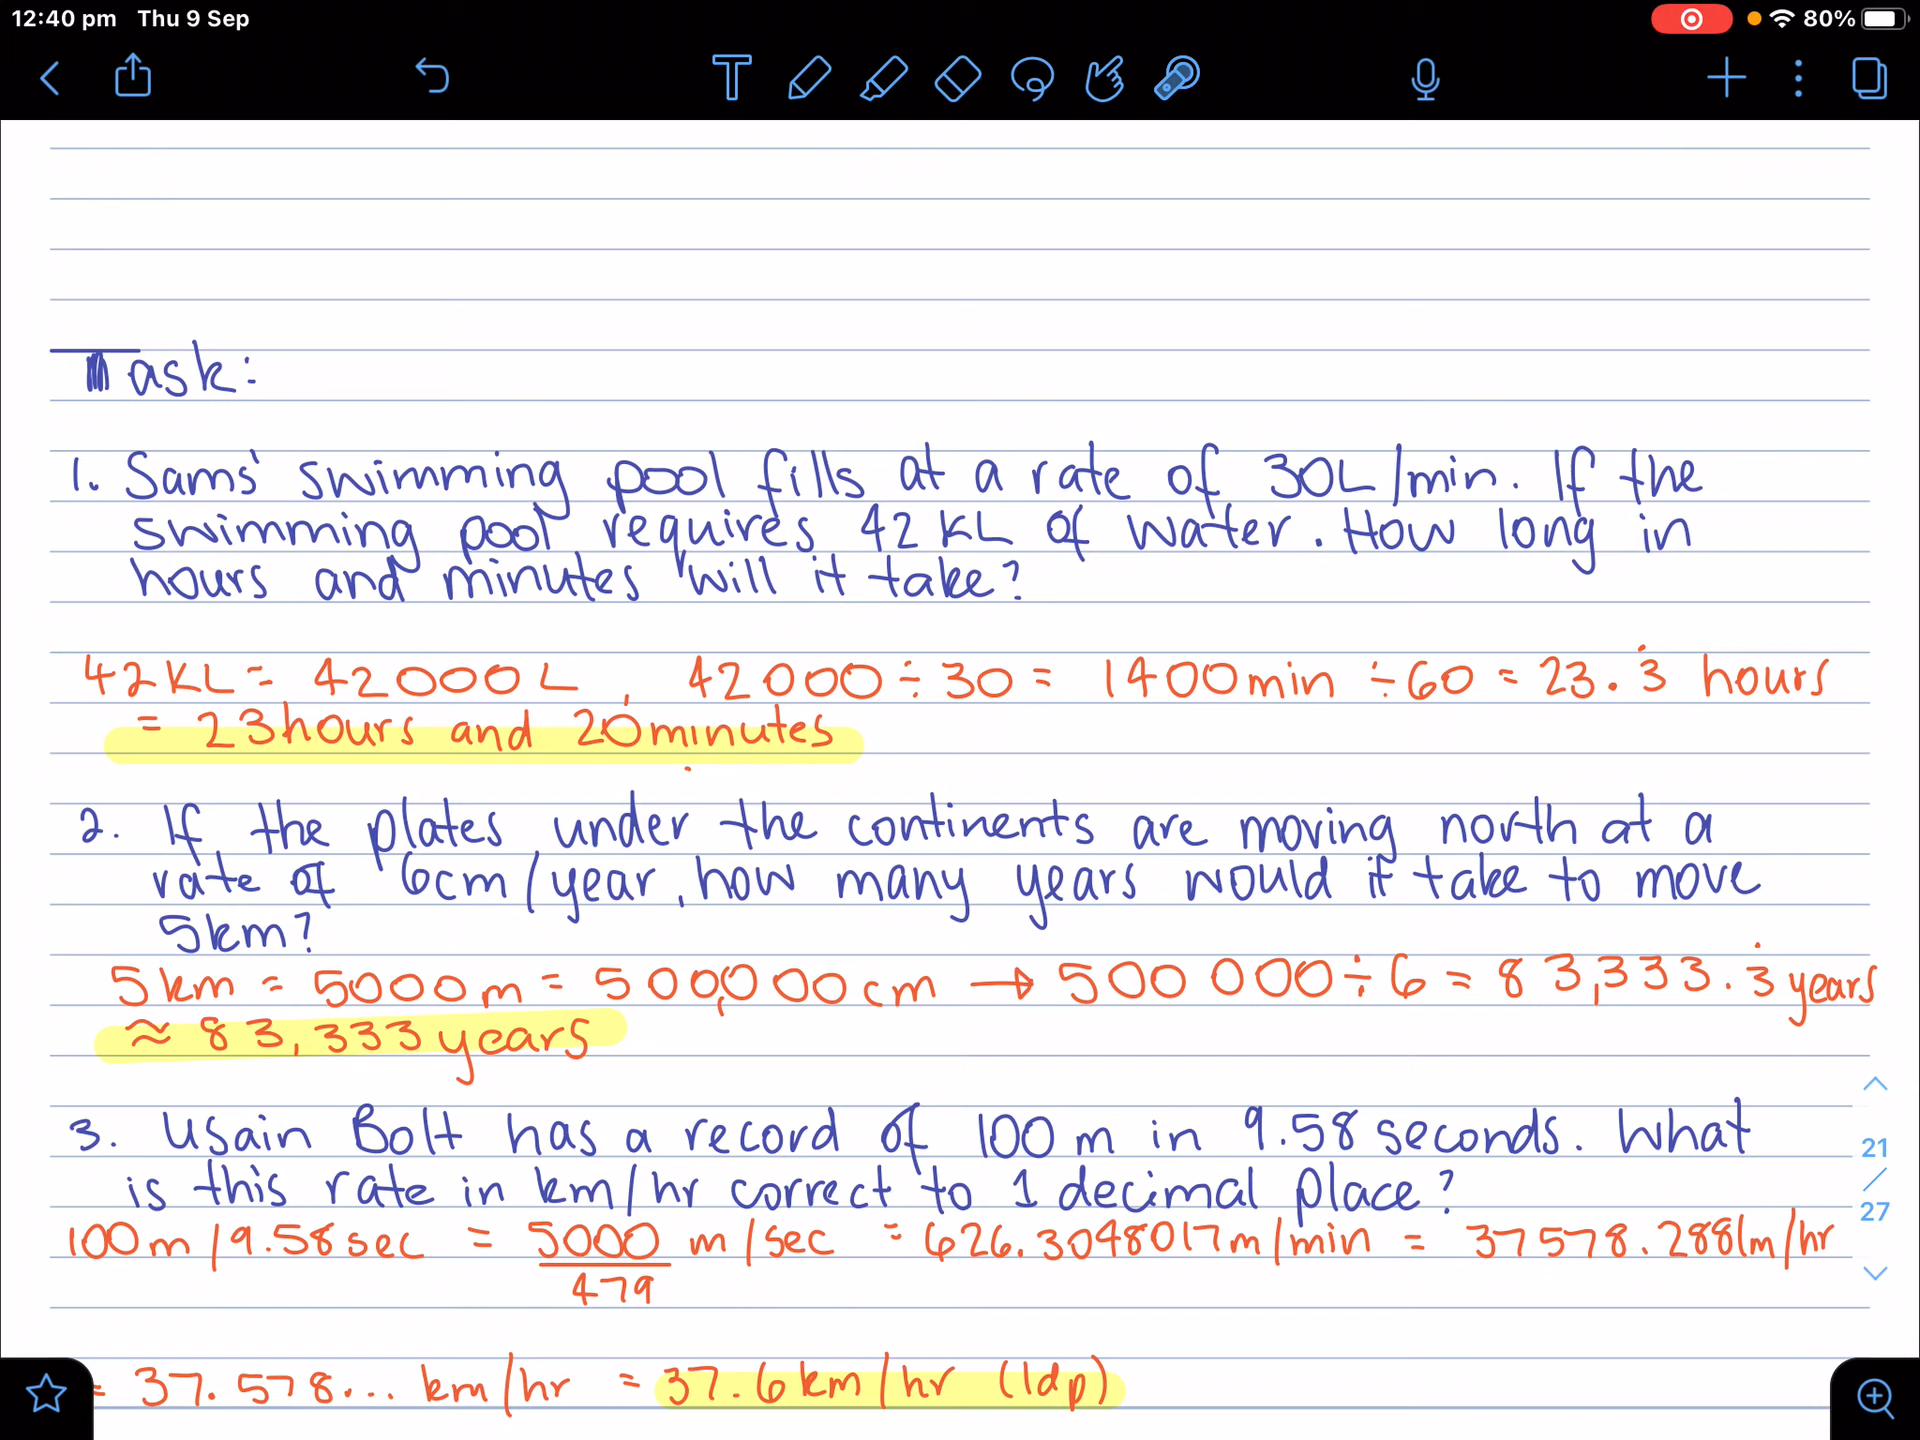 12:40 pm Thu 9 Sep
80%
Task:
1. Sams' swimming pool fills at a rate of 30L/min. If the
swimming pool requires 42KL of water. How long in
hours and minutes will it take?
42KL = 42000L, 42000÷30 = 1400min ÷60 = 23.3̇ hours
= 23hours and 20minutes
2. If the plates under the continents are moving north at a
rate of 6cm/year, how many years would it take to move
5km?
5km = 5000m = 500,000cm → 500 000÷6 = 83,333.3̇ years
≈ 83,333years
3. Usain Bolt has a record of 100m in 9.58 seconds. What
is this rate in km/hr correct to 1 decimal place?
100m/9.58sec = 5000/479 m/sec = 626.3048017m/min = 37578.2881m/hr
= 37.578... km/hr = 37.6km/hr (1dp)
21
/
27